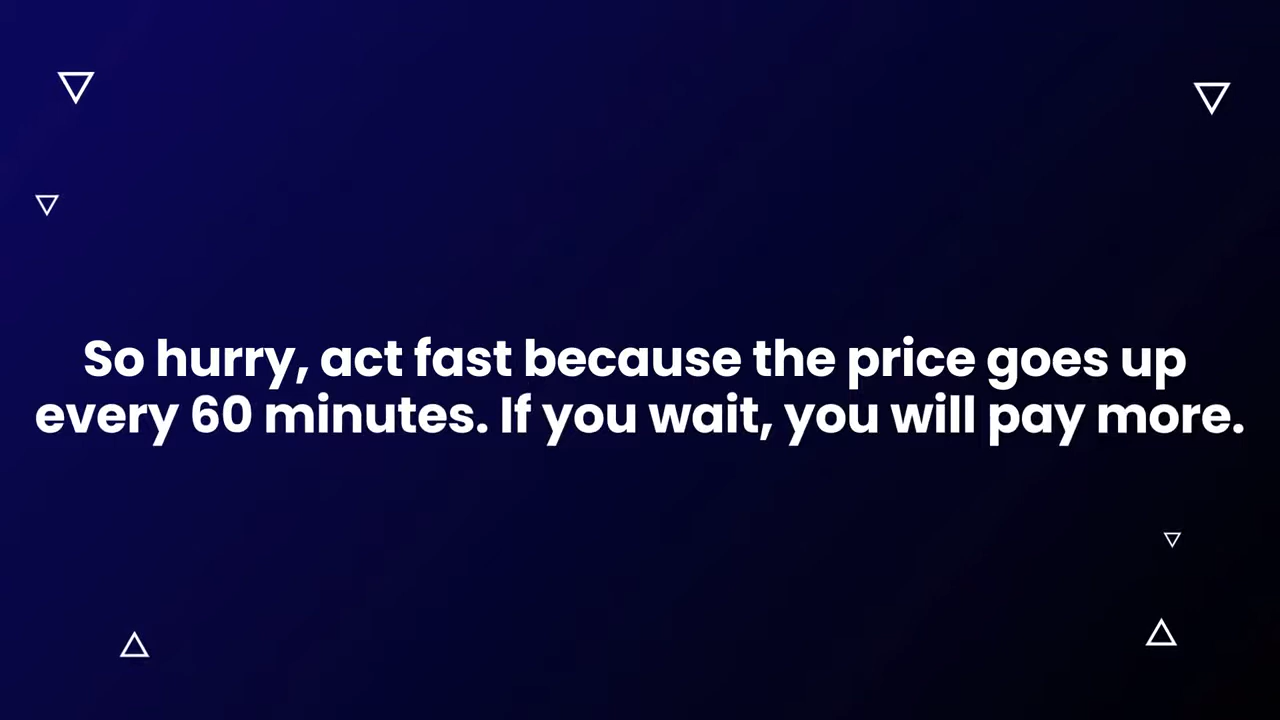 So hurry, act fast because the price goes up
every 60 minutes. If you wait, you will pay more.